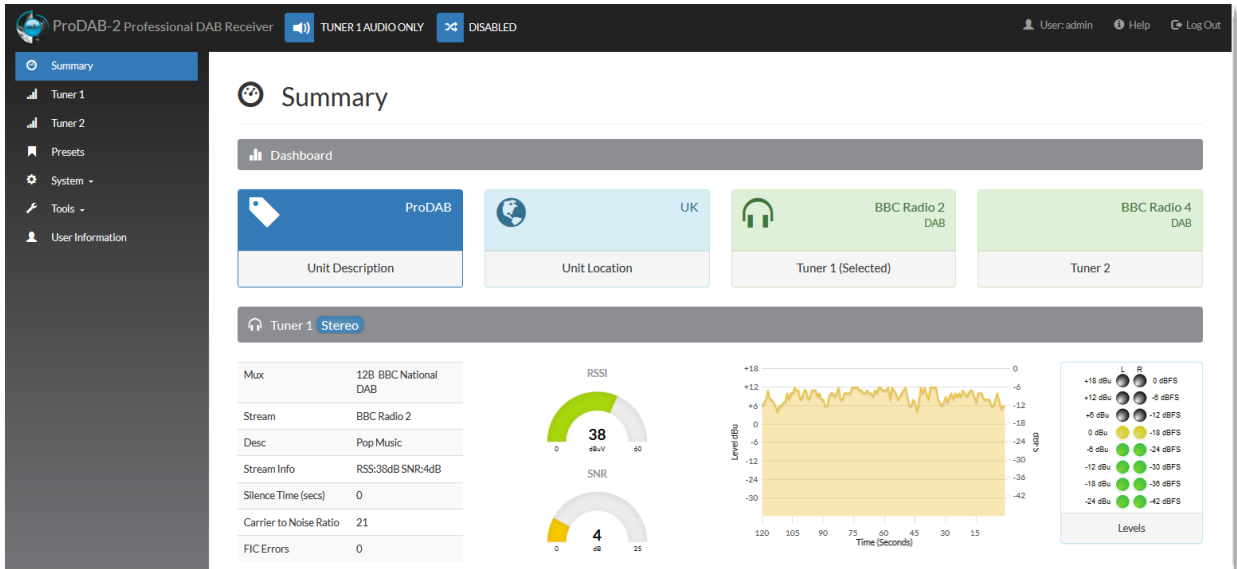 ProDAB-2 Professional DAB Receiver TUNER 1 AUDIO ONLY DISABLED User: admin Help Log Out
Summary
Tuner 1
Tuner 2
Presets
System
Tools
User Information
Summary
Dashboard
ProDAB
Unit Description
UK
Unit Location
BBC Radio 2
DAB
Tuner 1 (Selected)
BBC Radio 4
DAB
Tuner 2
Tuner 1 Stereo
Mux 12B BBC National
DAB
Stream BBC Radio 2
Desc Pop Music
Stream Info RSS:38dB SNR:4dB
Silence Time (secs) 0
Carrier to Noise Ratio 21
FIC Errors 0
RSSI
38
0 dBuV 60
SNR
4
0 dB 25
Level dBu
+18
+12
+6
0
-6
-12
-24
-30
0
-6
-12
-18
-24
-30
-36
-42
dBFS
120 105 90 75 60 45 30 15
Time (Seconds)
L R
+18 dBu 0 dBFS
+12 dBu -6 dBFS
+6 dBu -12 dBFS
0 dBu -18 dBFS
-6 dBu -24 dBFS
-12 dBu -30 dBFS
-18 dBu -36 dBFS
-24 dBu -42 dBFS
Levels